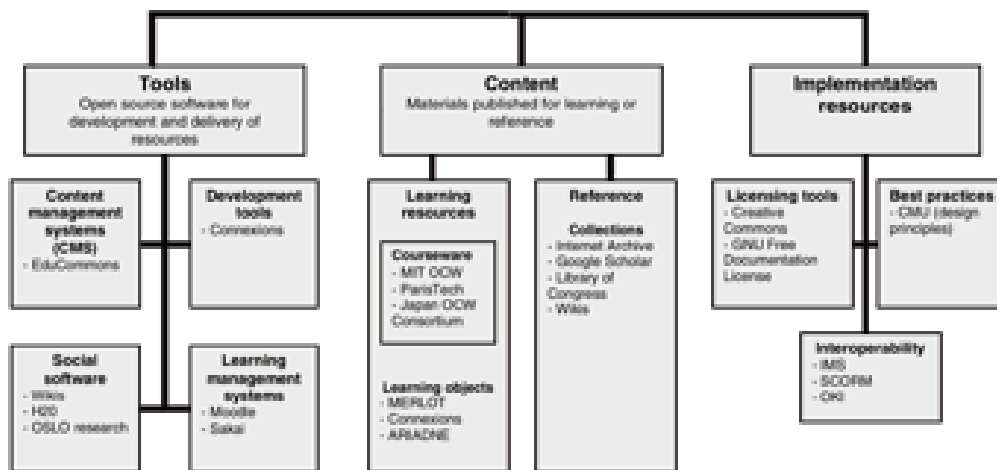 Tools
Open source software for
development and delivery of
resources
Content
Materials published for learning or
reference
Implementation
resources
Content
management
systems
(CMS)
- EduCommons
Development
tools
- Connexions
Social
software
- Wikis
- H20
- OSLO research
Learning
management
systems
- Moodle
- Sakai
Learning
resources
Courseware
- MIT OCW
- ParisTech
- Japan OCW
Consortium
Learning objects
- MERLOT
- Connexions
- ARIADNE
Reference
Collections
- Internet Archive
- Google Scholar
- Library of
Congress
- Wikis
Licensing tools
- Creative
Commons
- GNU Free
Documentation
License
Best practices
- CMU (design
principles)
Interoperability
- IMS
- SCORM
- OKI